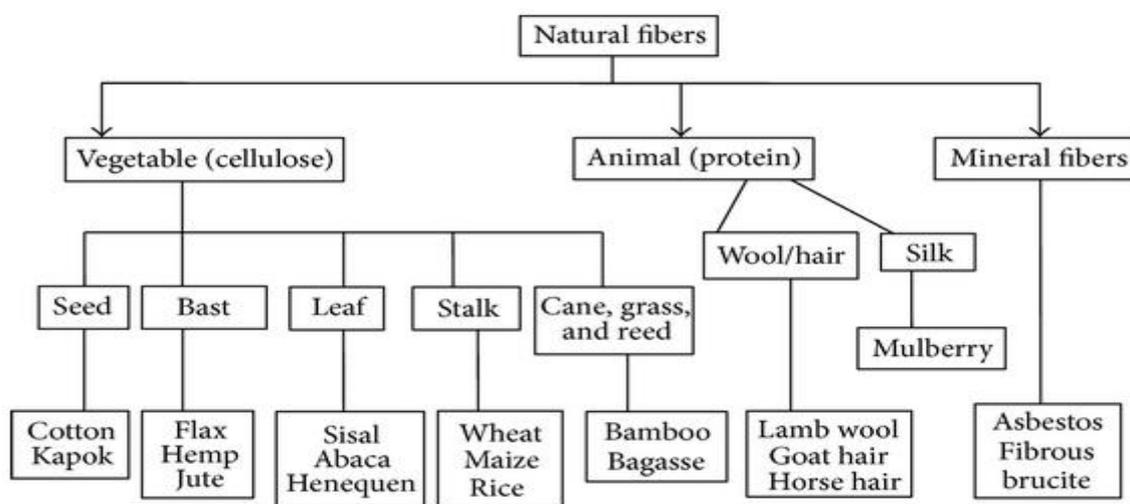 Natural fibers
Vegetable (cellulose)
Animal (protein)
Mineral fibers
Wool/hair
Silk
Seed
Bast
Leaf
Stalk
Cane, grass,
and reed
Mulberry
Cotton
Kapok
Flax
Hemp
Jute
Sisal
Abaca
Henequen
Wheat
Maize
Rice
Bamboo
Bagasse
Lamb wool
Goat hair
Horse hair
Asbestos
Fibrous
brucite